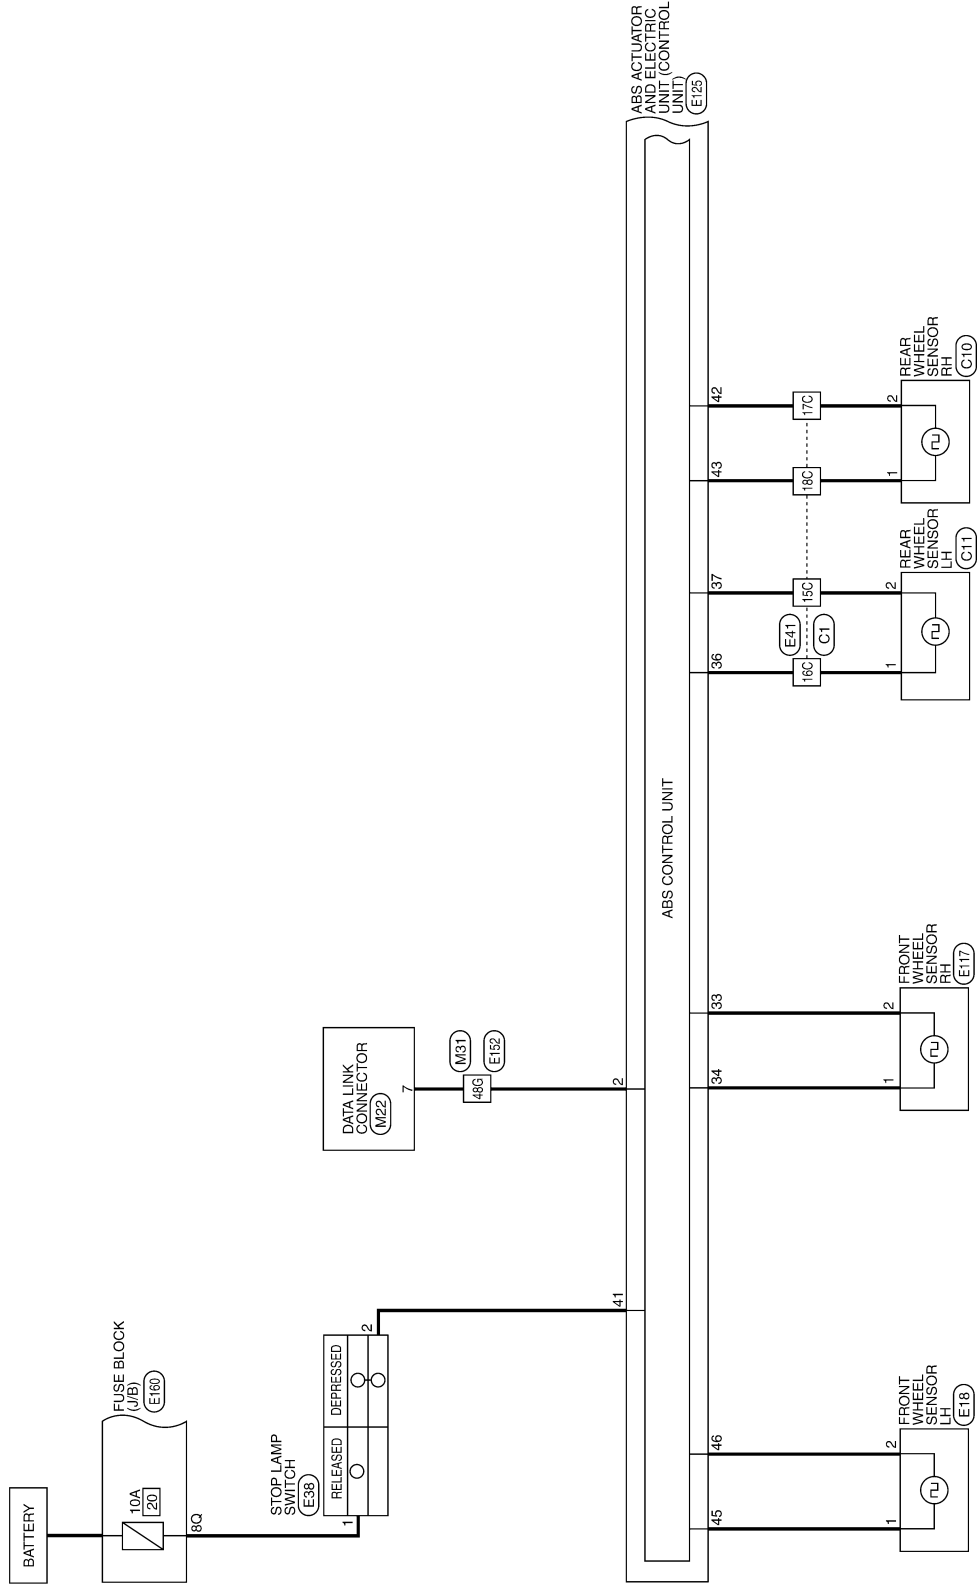 BATTERY
FUSE BLOCK
(J/B)
E160
10A
20
8Q
STOP LAMP
SWITCH
E38
RELEASED
DEPRESSED
1
2
41
DATA LINK
CONNECTOR
M22
7
M31
48G
E152
2
ABS ACTUATOR
AND ELECTRIC
UNIT (CONTROL
UNIT)
E125
ABS CONTROL UNIT
45
46
34
33
36
37
43
42
E41
16C
15C
18C
17C
C1
1
2
FRONT
WHEEL
SENSOR
LH
E18
1
2
FRONT
WHEEL
SENSOR
RH
E117
1
2
REAR
WHEEL
SENSOR
LH
C11
1
2
REAR
WHEEL
SENSOR
RH
C10